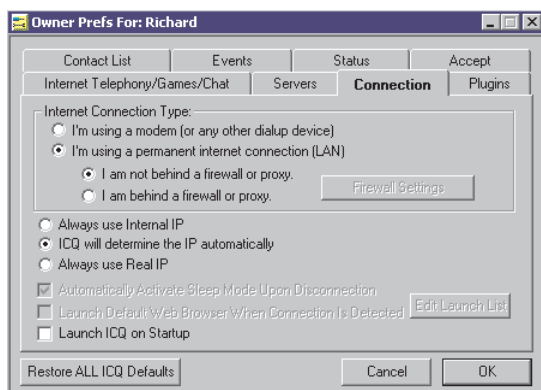 Owner Prefs For: Richard
Contact List Events Status Accept
Internet Telephony/Games/Chat Servers Connection Plugins
Internet Connection Type:
I'm using a modem (or any other dialup device)
I'm using a permanent internet connection (LAN)
I am not behind a firewall or proxy.
I am behind a firewall or proxy.
Firewall Settings
Always use Internal IP
ICQ will determine the IP automatically
Always use Real IP
Automatically Activate Sleep Mode Upon Disconnection
Launch Default Web Browser When Connection Is Detected
Edit Launch List
Launch ICQ on Startup
Restore ALL ICQ Defaults Cancel OK